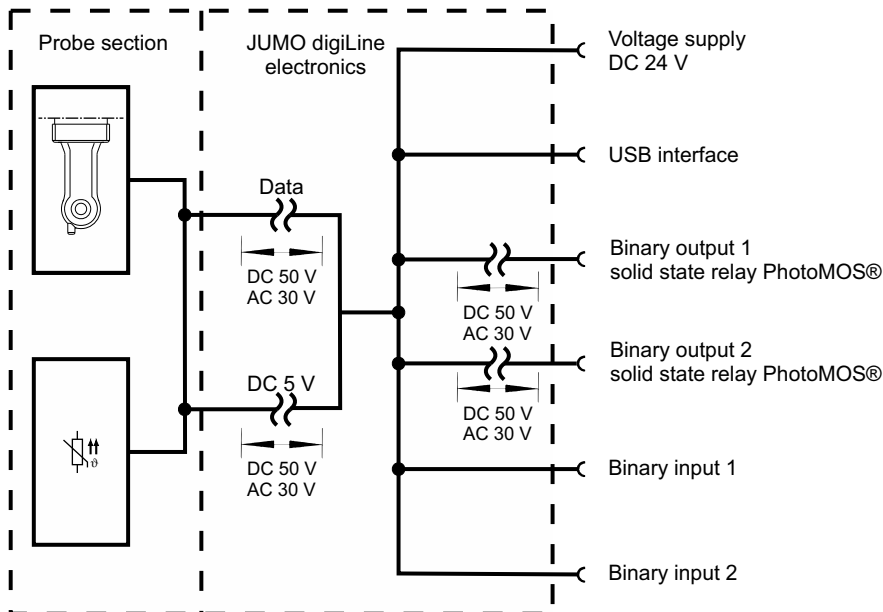 Probe section
JUMO digiLine
electronics
Voltage supply
DC 24 V
USB interface
Data
DC 50 V
AC 30 V
Binary output 1
solid state relay PhotoMOS®
DC 50 V
AC 30 V
Binary output 2
solid state relay PhotoMOS®
DC 50 V
AC 30 V
DC 5 V
DC 50 V
AC 30 V
ϑ
Binary input 1
Binary input 2